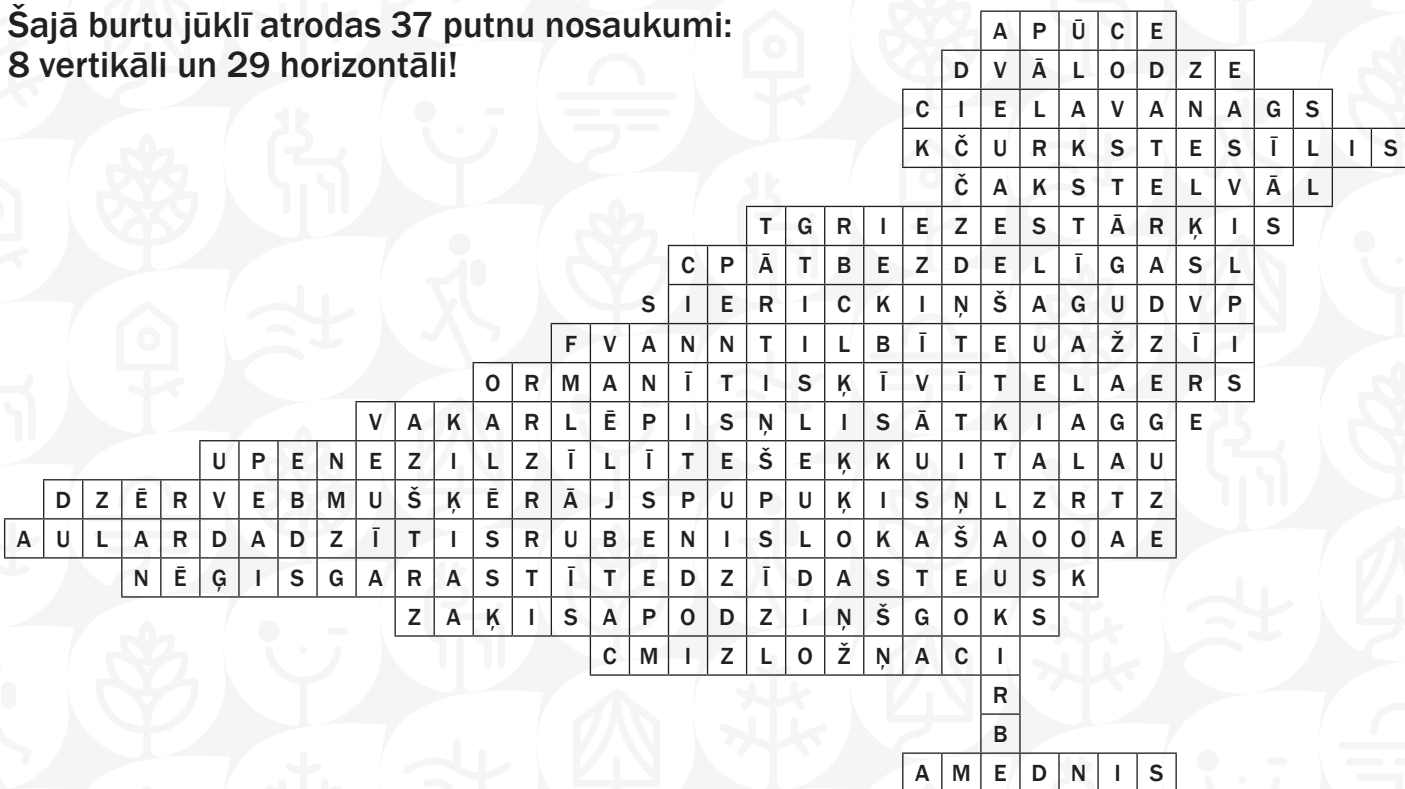 Šajā burtu jūklī atrodas 37 putnu nosaukumi:
8 vertikāli un 29 horizontāli!
A P Ū C E
D V Ā L O D Z E
C I E L A V A N A G S
K Č U R K S T E S Ī L I S
Č A K S T E L V Ā L
T G R I E Z E S T Ā R Ķ I S
C P Ā T B E Z D E L Ī G A S L
S I E R I C K I Ņ Š A G U D V P
F V A N N T I L B Ī T E U A Ž Z Ī I
O R M A N Ī T I S Ķ Ī V Ī T E L A E R S
V A K A R L Ē P I S Ņ L I S Ā T K I A G G E
U P E N E Z I L Z Ī L Ī T E Š E Ķ K U I T A L A U
D Z Ē R V E B M U Š Ķ Ē R Ā J S P U P U Ķ I S Ņ L Z R T Z
A U L A R D A D Z Ī T I S R U B E N I S L O K A Š A O O A E
N Ē Ģ I S G A R A S T Ī T E D Z Ī D A S T E U S K
Z A Ķ I S A P O D Z I Ņ Š G O K S
C M I Z L O Ž Ņ A C I
R
B
A M E D N I S